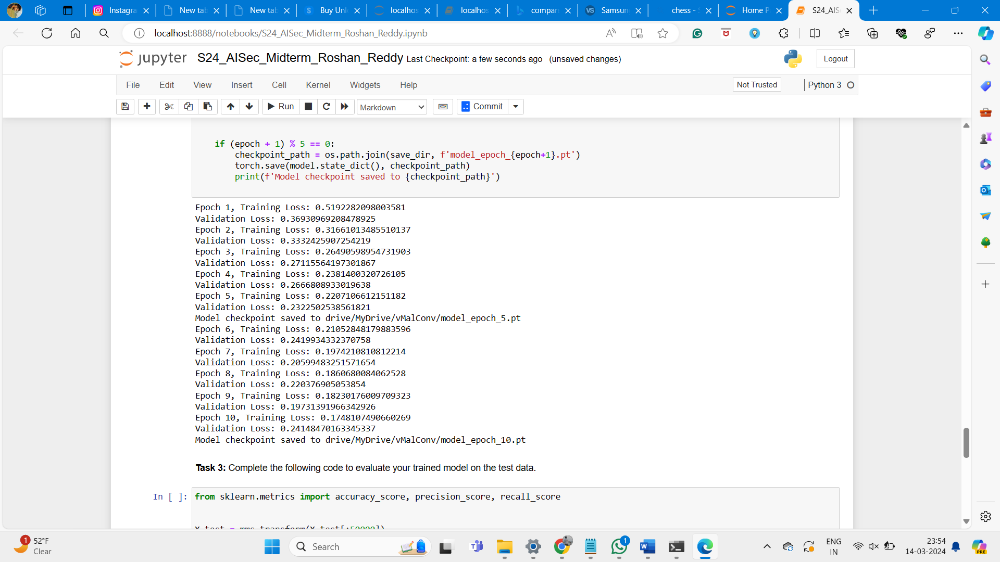 Instagra
New tab
New tab
Buy Unl
localhos
localhos
compar
Samsun
chess -
Home P
S24_AIS
localhost:8888/notebooks/S24_AISec_Midterm_Roshan_Reddy.ipynb
jupyter S24_AISec_Midterm_Roshan_Reddy Last Checkpoint: a few seconds ago (unsaved changes)
Logout
File Edit View Insert Cell Kernel Widgets Help
Not Trusted
Python 3
Run
Markdown
Commit
if (epoch + 1) % 5 == 0:
checkpoint_path = os.path.join(save_dir, f'model_epoch_{epoch+1}.pt')
torch.save(model.state_dict(), checkpoint_path)
print(f'Model checkpoint saved to {checkpoint_path}')
Epoch 1, Training Loss: 0.5192282098003581
Validation Loss: 0.36930969208478925
Epoch 2, Training Loss: 0.31661013485510137
Validation Loss: 0.3332425907254219
Epoch 3, Training Loss: 0.26490598954731903
Validation Loss: 0.27115564197301867
Epoch 4, Training Loss: 0.2381400320726105
Validation Loss: 0.2666808933019638
Epoch 5, Training Loss: 0.2207106612151182
Validation Loss: 0.2322502538561821
Model checkpoint saved to drive/MyDrive/vMalConv/model_epoch_5.pt
Epoch 6, Training Loss: 0.21052848179883596
Validation Loss: 0.2419934332370758
Epoch 7, Training Loss: 0.1974210810812214
Validation Loss: 0.20599483251571654
Epoch 8, Training Loss: 0.1860680084062528
Validation Loss: 0.220376905053854
Epoch 9, Training Loss: 0.18230176009709323
Validation Loss: 0.19731391966342926
Epoch 10, Training Loss: 0.1748107490660269
Validation Loss: 0.24148470163345337
Model checkpoint saved to drive/MyDrive/vMalConv/model_epoch_10.pt
Task 3: Complete the following code to evaluate your trained model on the test data.
In [ ]: from sklearn.metrics import accuracy_score, precision_score, recall_score
X_test = mms.transform(X_test[:50000])
1
52°F
Clear
Search
1
ENG
IN
23:54
14-03-2024
PRE